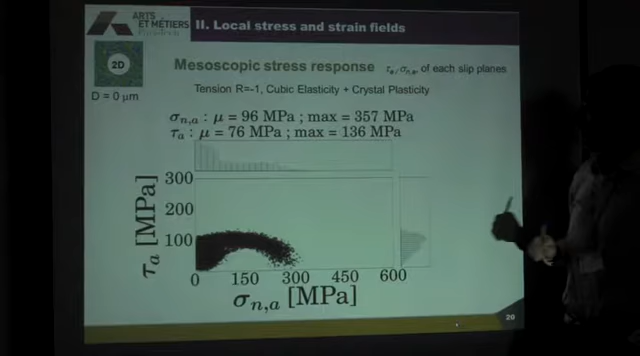 ARTS
ET MÉTIERS
ParisTech
II. Local stress and strain fields
2D
D = 0 μm
Mesoscopic stress response τa, σn,a, of each slip planes
Tension R=-1, Cubic Elasticity + Crystal Plasticity
σn,a : μ = 96 MPa ; max = 357 MPa
τa : μ = 76 MPa ; max = 136 MPa
300
200
100
τa [MPa]
0 150 300 450 600
σn,a [MPa]
20